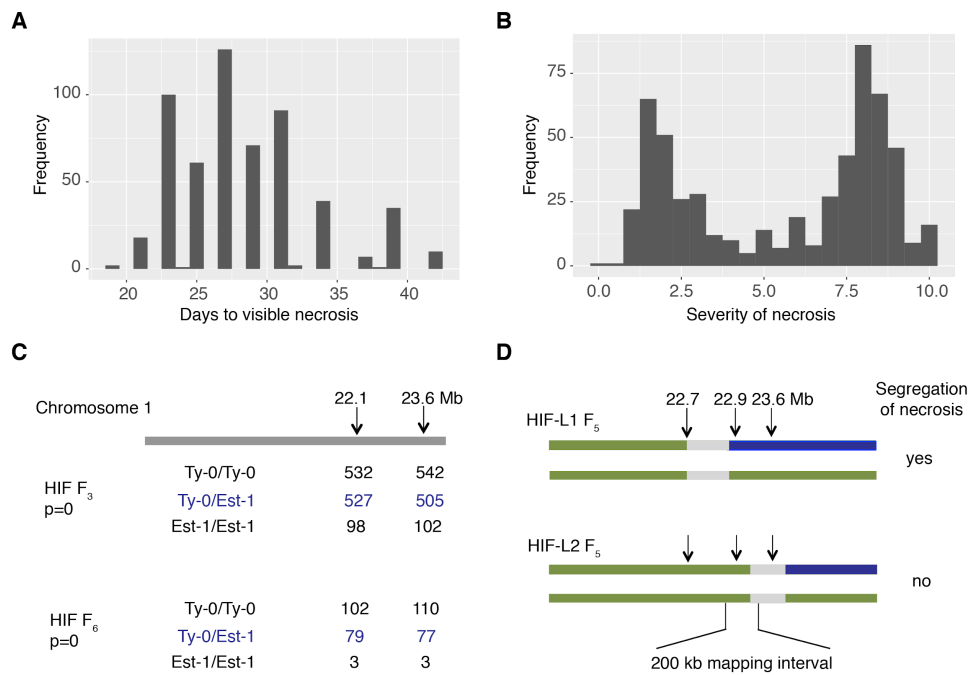 A
Frequency
100
50
0
20 25 30 35 40
Days to visible necrosis
B
Frequency
75
50
25
0
0.0 2.5 5.0 7.5 10.0
Severity of necrosis
C
Chromosome 1
22.1 23.6 Mb
HIF F3
p=0
Ty-0/Ty-0 532 542
Ty-0/Est-1 527 505
Est-1/Est-1 98 102
HIF F6
p=0
Ty-0/Ty-0 102 110
Ty-0/Est-1 79 77
Est-1/Est-1 3 3
D
Segregation
of necrosis
22.7 22.9 23.6 Mb
HIF-L1 F5
yes
HIF-L2 F5
no
200 kb mapping interval